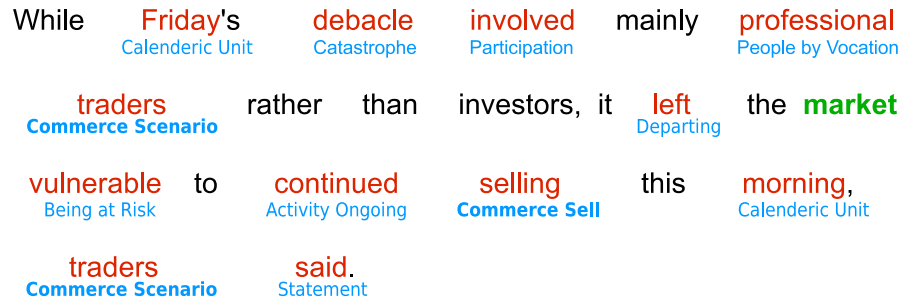 While Friday's debacle involved mainly professional
Calenderic Unit Catastrophe Participation People by Vocation
traders rather than investors, it left the market
Commerce Scenario Departing
vulnerable to continued selling this morning,
Being at Risk Activity Ongoing Commerce Sell Calenderic Unit
traders said.
Commerce Scenario Statement